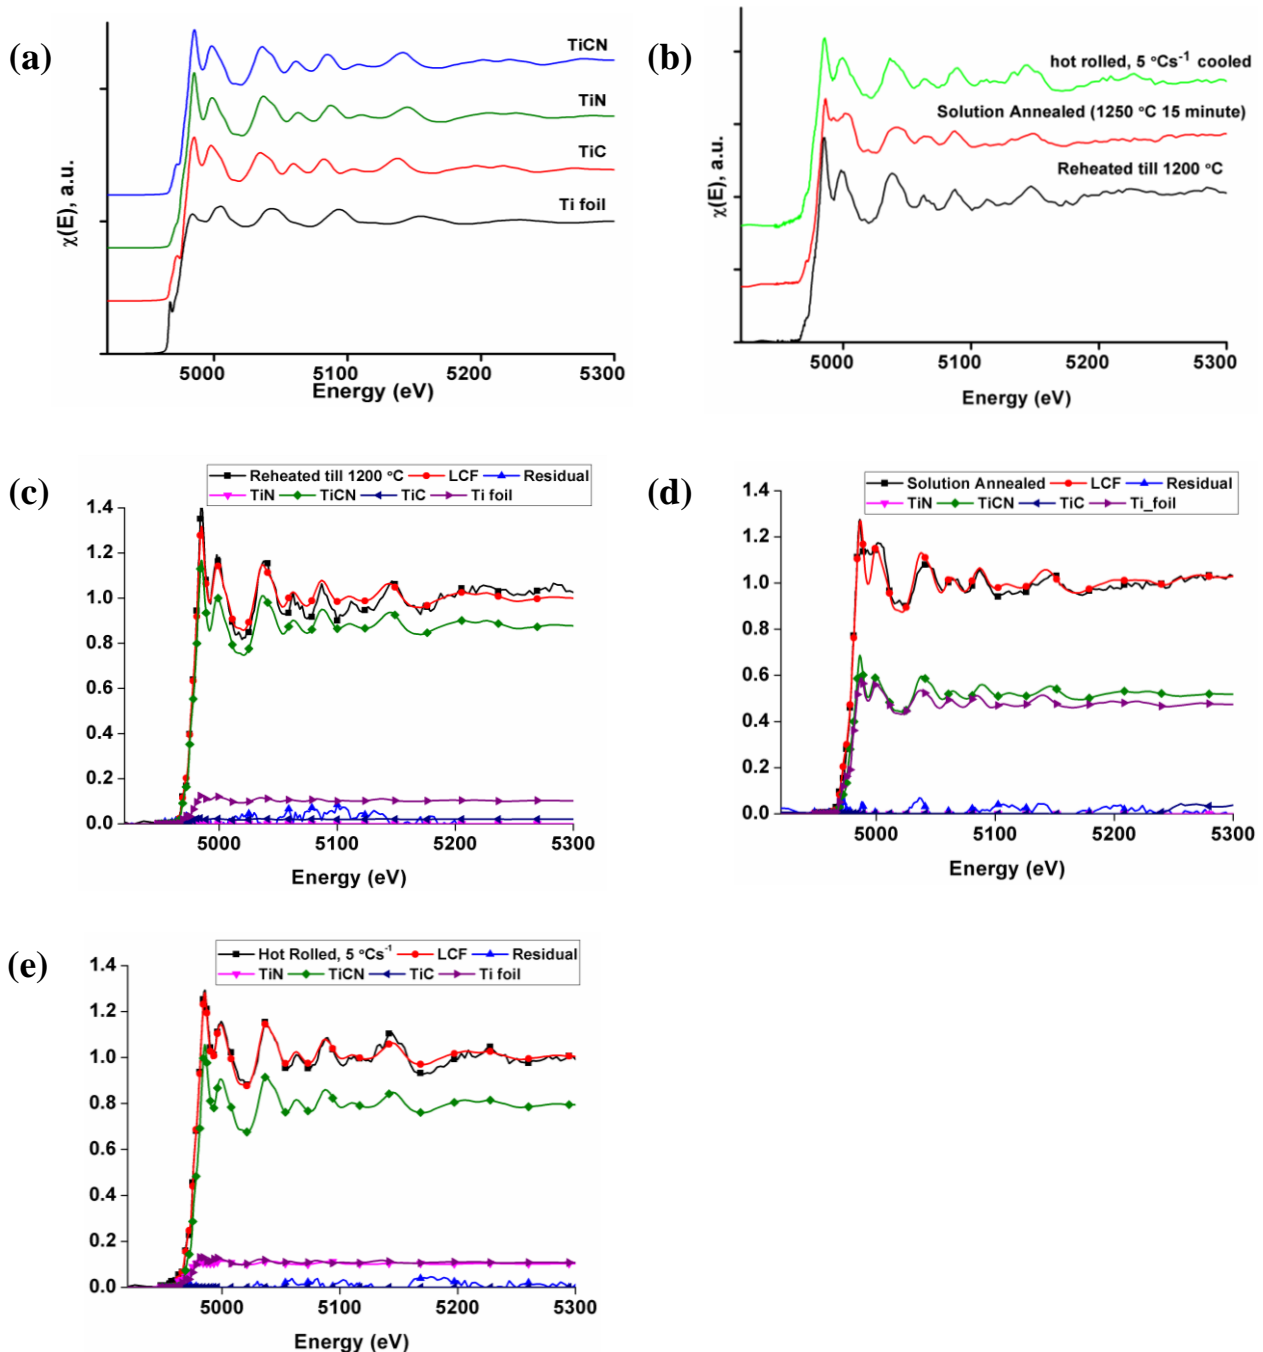 (a)
TiCN
TiN
TiC
Ti foil
χ(E), a.u.
5000 5100 5200 5300
Energy (eV)
(b)
hot rolled, 5 °Cs-1 cooled
Solution Annealed (1250 °C 15 minute)
Reheated till 1200 °C
χ(E), a.u.
5000 5100 5200 5300
Energy (eV)
(c)
Reheated till 1200 °C LCF Residual
TiN TiCN TiC Ti foil
1.4
1.2
1.0
0.8
0.6
0.4
0.2
0.0
5000 5100 5200 5300
Energy (eV)
(d)
Solution Annealed LCF Residual
TiN TiCN TiC Ti_foil
1.4
1.2
1.0
0.8
0.6
0.4
0.2
0.0
5000 5100 5200 5300
Energy (eV)
(e)
Hot Rolled, 5 °Cs-1 LCF Residual
TiN TiCN TiC Ti foil
1.4
1.2
1.0
0.8
0.6
0.4
0.2
0.0
5000 5100 5200 5300
Energy (eV)